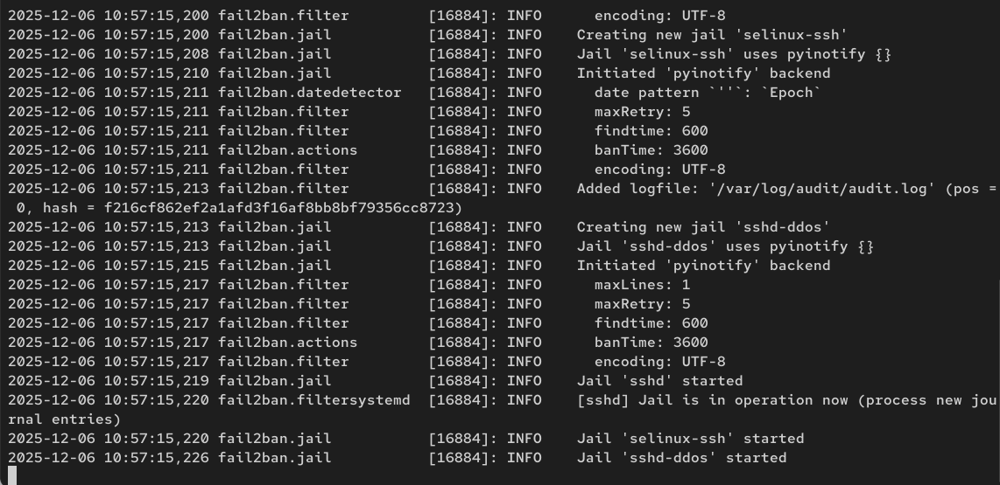 2025-12-06 10:57:15,200 fail2ban.filter         [16884]: INFO      encoding: UTF-8
2025-12-06 10:57:15,200 fail2ban.jail           [16884]: INFO    Creating new jail 'selinux-ssh'
2025-12-06 10:57:15,208 fail2ban.jail           [16884]: INFO    Jail 'selinux-ssh' uses pyinotify {}
2025-12-06 10:57:15,210 fail2ban.jail           [16884]: INFO    Initiated 'pyinotify' backend
2025-12-06 10:57:15,211 fail2ban.datedetector   [16884]: INFO      date pattern `''`: `Epoch`
2025-12-06 10:57:15,211 fail2ban.filter         [16884]: INFO      maxRetry: 5
2025-12-06 10:57:15,211 fail2ban.filter         [16884]: INFO      findtime: 600
2025-12-06 10:57:15,211 fail2ban.actions        [16884]: INFO      banTime: 3600
2025-12-06 10:57:15,211 fail2ban.filter         [16884]: INFO      encoding: UTF-8
2025-12-06 10:57:15,213 fail2ban.filter         [16884]: INFO    Added logfile: '/var/log/audit/audit.log' (pos =
 0, hash = f216cf862ef2a1afd3f16af8bb8bf79356cc8723)
2025-12-06 10:57:15,213 fail2ban.jail           [16884]: INFO    Creating new jail 'sshd-ddos'
2025-12-06 10:57:15,213 fail2ban.jail           [16884]: INFO    Jail 'sshd-ddos' uses pyinotify {}
2025-12-06 10:57:15,215 fail2ban.jail           [16884]: INFO    Initiated 'pyinotify' backend
2025-12-06 10:57:15,217 fail2ban.filter         [16884]: INFO      maxLines: 1
2025-12-06 10:57:15,217 fail2ban.filter         [16884]: INFO      maxRetry: 5
2025-12-06 10:57:15,217 fail2ban.filter         [16884]: INFO      findtime: 600
2025-12-06 10:57:15,217 fail2ban.actions        [16884]: INFO      banTime: 3600
2025-12-06 10:57:15,217 fail2ban.filter         [16884]: INFO      encoding: UTF-8
2025-12-06 10:57:15,219 fail2ban.jail           [16884]: INFO    Jail 'sshd' started
2025-12-06 10:57:15,220 fail2ban.filtersystemd  [16884]: INFO    [sshd] Jail is in operation now (process new jou
rnal entries)
2025-12-06 10:57:15,220 fail2ban.jail           [16884]: INFO    Jail 'selinux-ssh' started
2025-12-06 10:57:15,226 fail2ban.jail           [16884]: INFO    Jail 'sshd-ddos' started